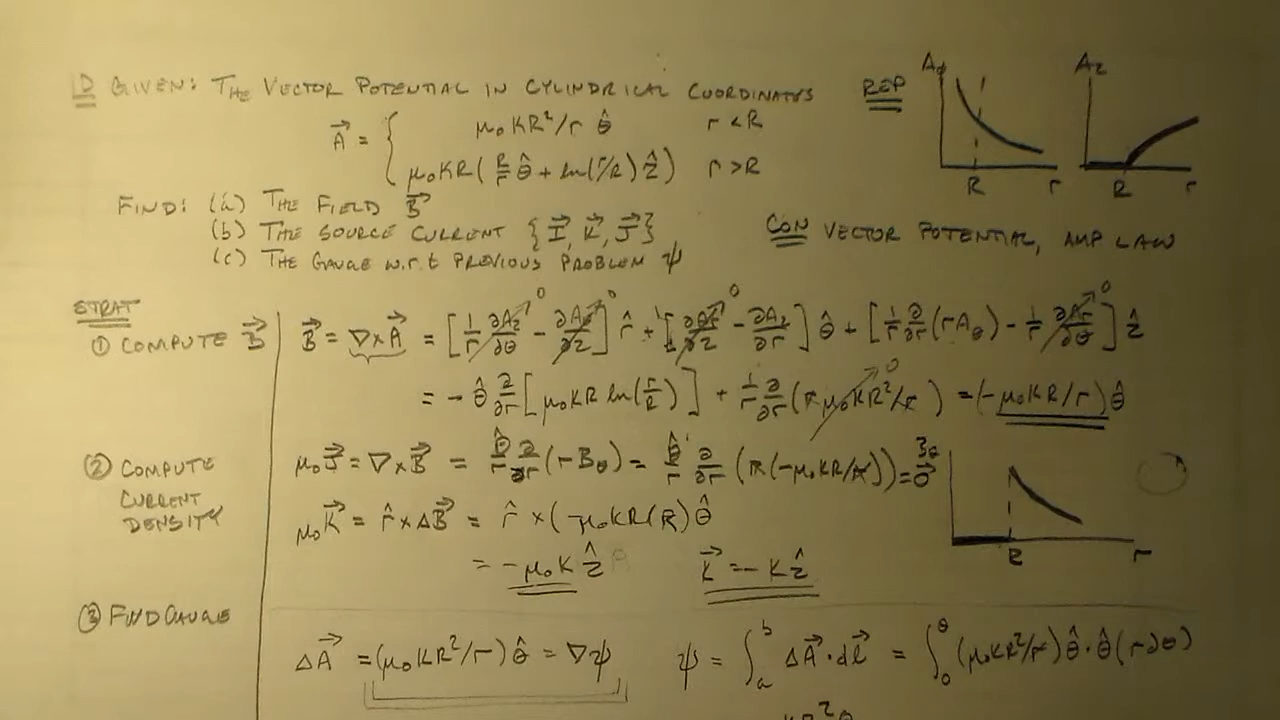 1D GIVEN: THE VECTOR POTENTIAL IN CYLINDRICAL COORDINATES
A⃗ = { μ₀KR²/r θ̂ r < R
μ₀KR(R/r θ̂ + ln(r/R) ẑ) r > R
FIND: (a) THE FIELD B⃗
(b) THE SOURCE CURRENT {I⃗, K⃗, J⃗}
(c) THE GAUGE w.r.t PREVIOUS PROBLEM ψ
REP
Aϕ R r
Az R r
CON VECTOR POTENTIAL, AMP LAW
STRAT
① COMPUTE B⃗
B⃗ = ∇×A⃗ = [1/r ∂Az/∂θ - ∂Aθ/∂z] r̂ + [∂Ar/∂z - ∂Az/∂r] θ̂ + [1/r ∂/∂r (rAθ) - 1/r ∂Ar/∂θ] ẑ
= - θ̂ ∂/∂r [μ₀KR ln(r/R)] + 1/r ∂/∂r (r μ₀KR²/r) = (-μ₀KR/r) θ̂
② COMPUTE CURRENT DENSITY
μ₀J⃗ = ∇×B⃗ = ẑ/r ∂/∂r (rBθ) = ẑ/r ∂/∂r (r(-μ₀KR/r)) = 0⃗
μ₀K⃗ = r̂ × ΔB⃗ = r̂ × (-μ₀KR/R) θ̂
= -μ₀K ẑ K⃗ = -K ẑ
Bθ R r
③ FIND GAUGE
ΔA⃗ = (μ₀KR²/r) θ̂ = ∇ψ ψ = ∫ₐᵇ ΔA⃗·dl⃗ = ∫₀^θ (μ₀KR²/r) θ̂·θ̂ (r dθ)